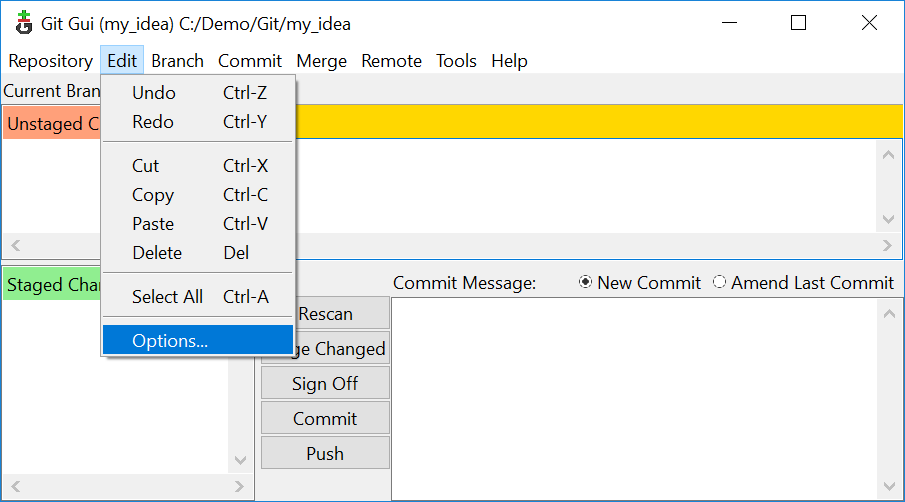 Git Gui (my_idea) C:/Demo/Git/my_idea
Repository Edit Branch Commit Merge Remote Tools Help
Current Bran
Undo Ctrl-Z
Unstaged C
Redo Ctrl-Y
Cut Ctrl-X
Copy Ctrl-C
Paste Ctrl-V
Delete Del
Select All Ctrl-A
Options...
Staged Cha
Commit Message: New Commit Amend Last Commit
Rescan
ge Changed
Sign Off
Commit
Push